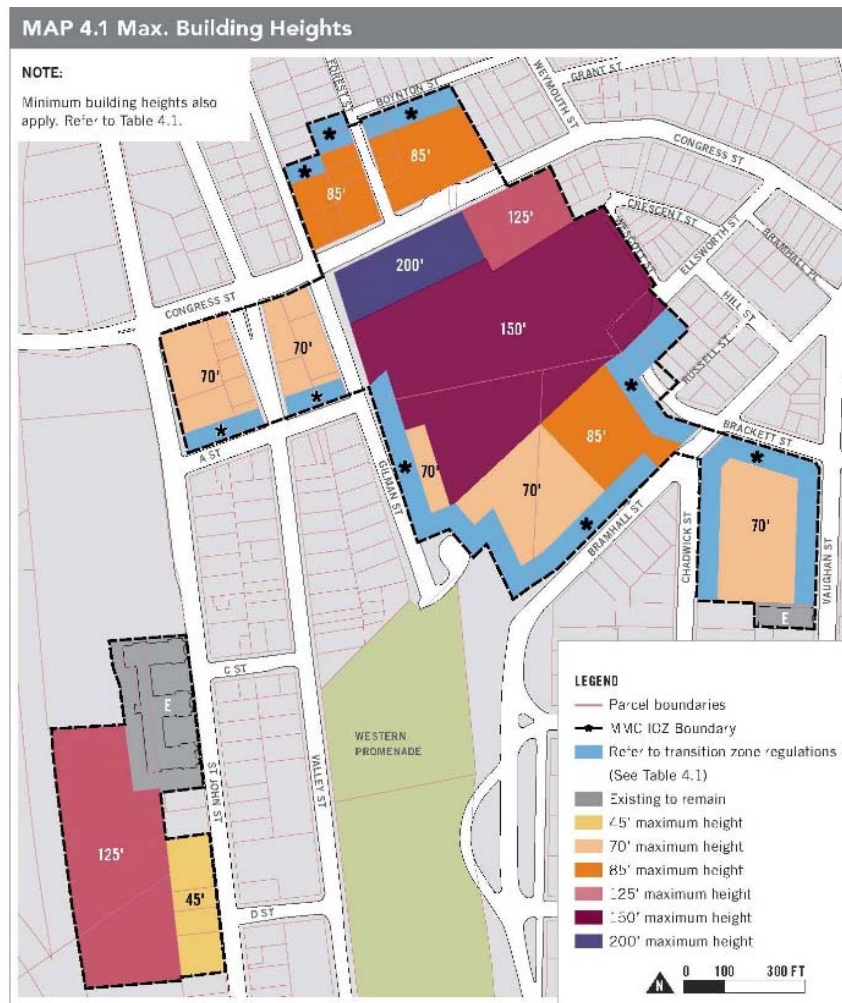 MAP 4.1 Max. Building Heights
NOTE:
Minimum building heights also
apply. Refer to Table 4.1.
FOREST ST
BOYNTON ST
WEYMOUTH ST
GRANT ST
CONGRESS ST
85'
85'
125'
200'
CRESCENT ST
WESCOTT ST
ELLSWORTH ST
BRAMHALL PL
HILL ST
RUSSELL ST
CONGRESS ST
150'
70'
70'
A ST
GILMAN ST
70'
85'
70'
BRACKETT ST
BRAMHALL ST
CHADWICK ST
70'
VAUGHAN ST
E
C ST
E
ST JOHN ST
VALLEY ST
WESTERN
PROMENADE
125'
45'
D ST
LEGEND
Parcel boundaries
MMC IOZ Boundary
Refer to transition zone regulations
(See Table 4.1)
Existing to remain
45' maximum height
70' maximum height
85' maximum height
125' maximum height
150' maximum height
200' maximum height
N
0 100 300 FT